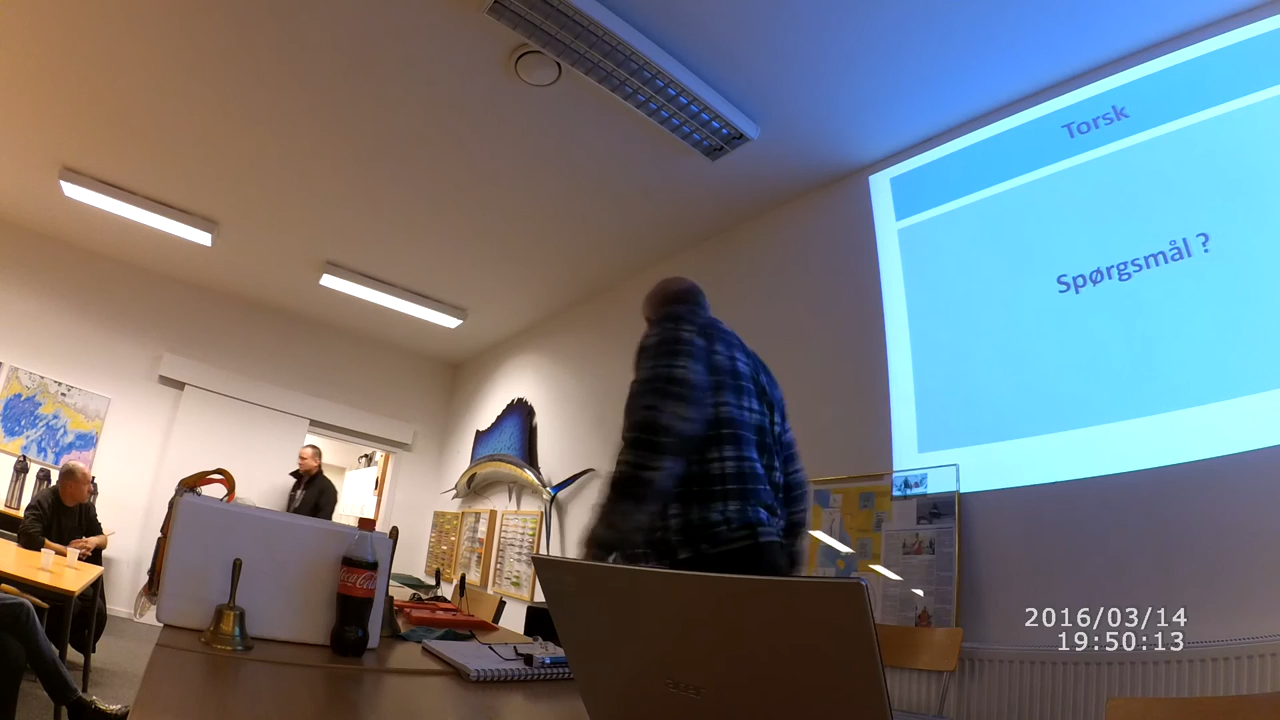 Torsk
Spørgsmål ?
Coca-Cola
acer
2016/03/14
19:50:13